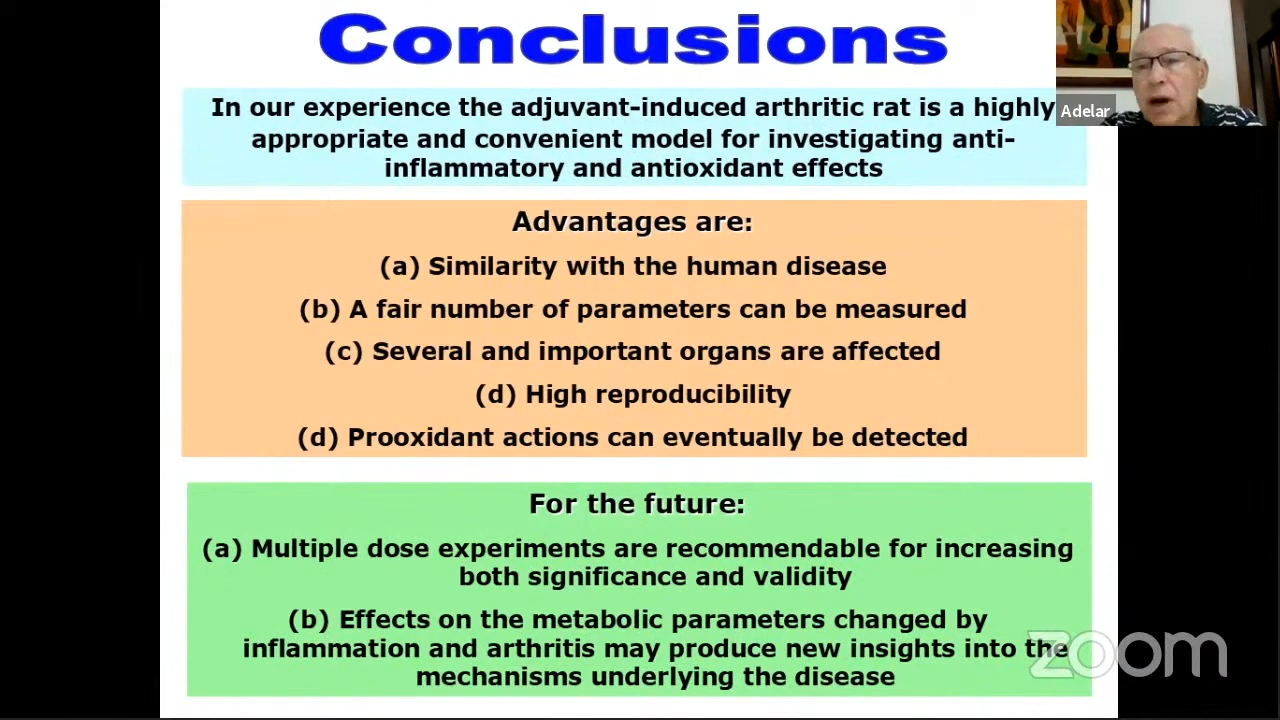 Conclusions
In our experience the adjuvant-induced arthritic rat is a highly
appropriate and convenient model for investigating anti-
inflammatory and antioxidant effects
Adelar
Advantages are:
(a) Similarity with the human disease
(b) A fair number of parameters can be measured
(c) Several and important organs are affected
(d) High reproducibility
(d) Prooxidant actions can eventually be detected
For the future:
(a) Multiple dose experiments are recommendable for increasing
both significance and validity
(b) Effects on the metabolic parameters changed by
inflammation and arthritis may produce new insights into the
mechanisms underlying the disease
zoom